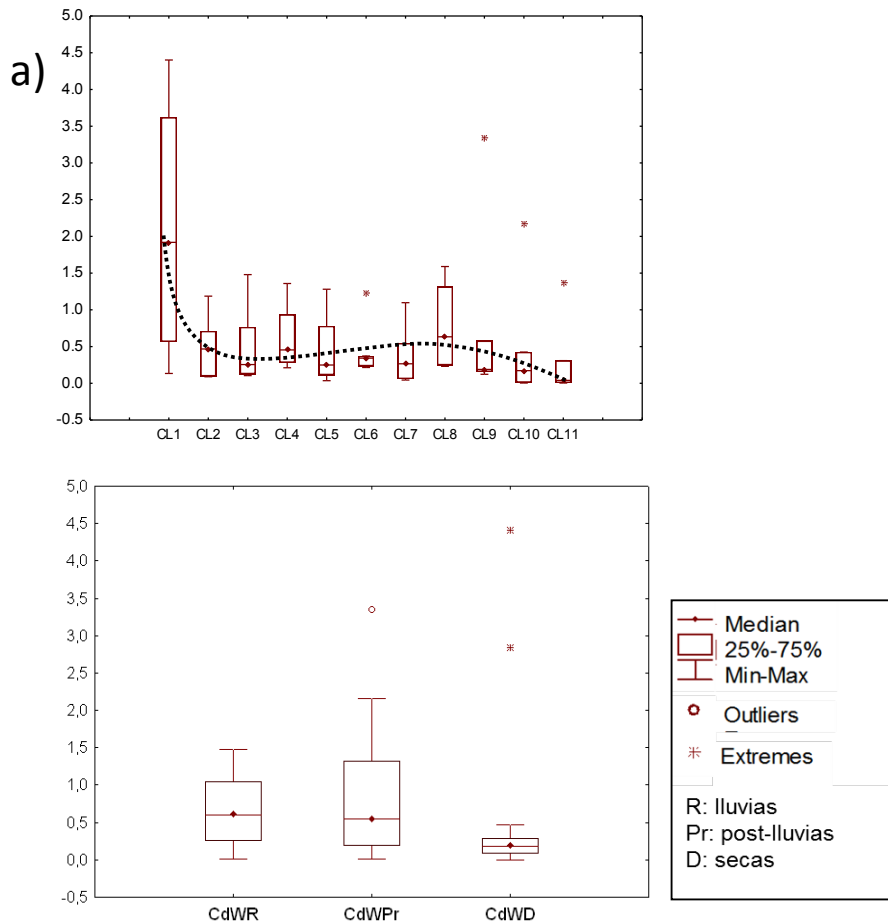 a)
5.0
4.5
4.0
3.5
3.0
2.5
2.0
1.5
1.0
0.5
0.0
-0.5
CL1 CL2 CL3 CL4 CL5 CL6 CL7 CL8 CL9 CL10 CL11
5,0
4,5
4,0
3,5
3,0
2,5
2,0
1,5
1,0
0,5
0,0
-0,5
CdWR CdWPr CdWD
Median
25%-75%
Min-Max
Outliers
Extremes
R: lluvias
Pr: post-lluvias
D: secas